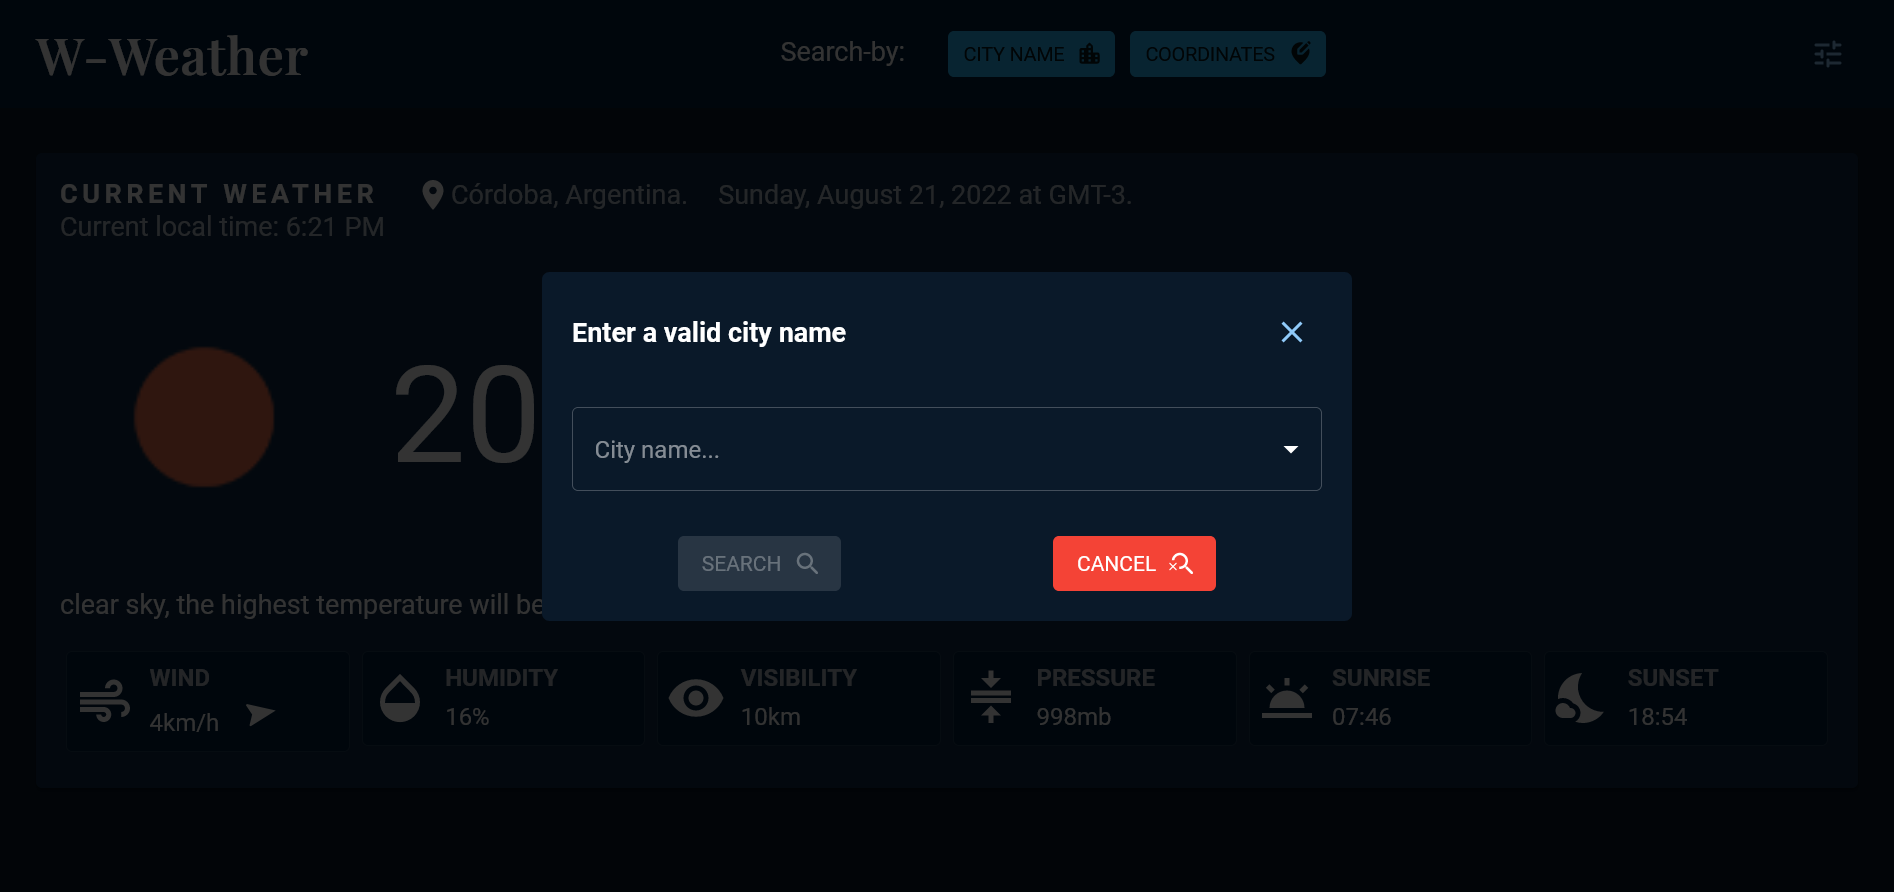 W-Weather
Search-by:
CITY NAME
COORDINATES
CURRENT WEATHER
Córdoba, Argentina.
Sunday, August 21, 2022 at GMT-3.
Current local time: 6:21 PM
20
Enter a valid city name
City name...
SEARCH
CANCEL
clear sky, the highest temperature will be
WIND
4km/h
HUMIDITY
16%
VISIBILITY
10km
PRESSURE
998mb
SUNRISE
07:46
SUNSET
18:54